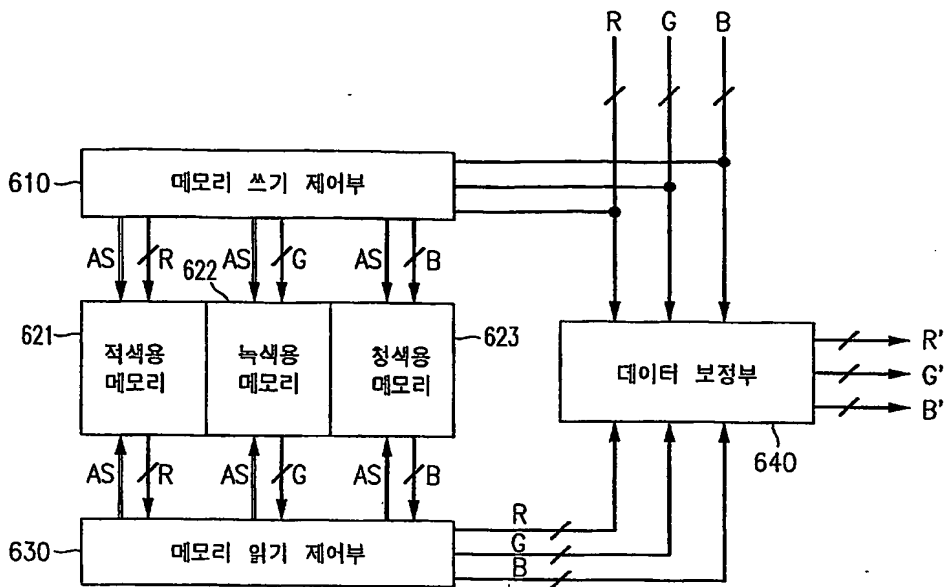 R G B
610 메모리 쓰기 제어부
AS R AS G AS B
622
621 적색용 메모리 녹색용 메모리 청색용 메모리 623
데이터 보정부
R'
G'
B'
640
AS R AS G AS B
630 메모리 읽기 제어부
R
G
B